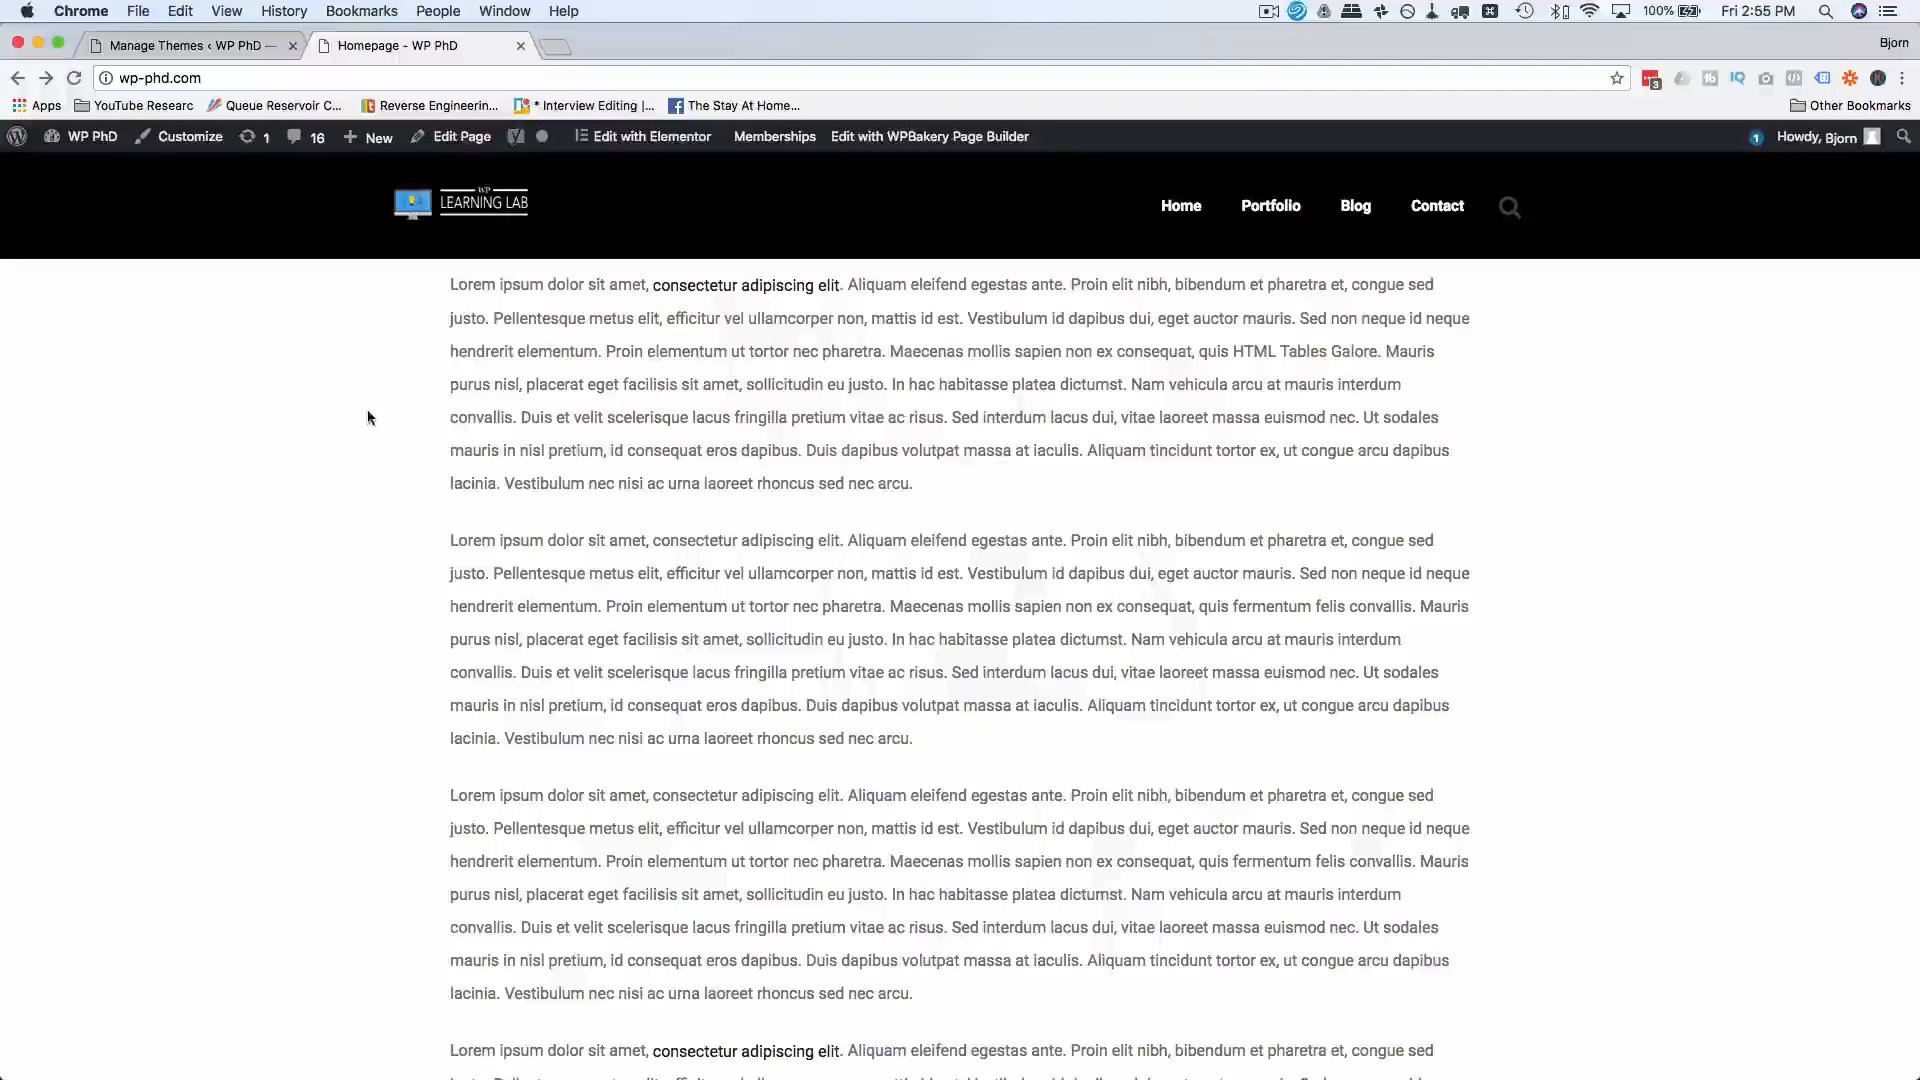 Chrome File Edit View History Bookmarks People Window Help 100% Fri 2:55 PM
Manage Themes ‹ WP PhD — Homepage - WP PhD Bjorn
wp-phd.com 3
Apps YouTube Researc Queue Reservoir C... Reverse Engineerin... * Interview Editing |... The Stay At Home... Other Bookmarks
WP PhD Customize 1 16 New Edit Page Edit with Elementor Memberships Edit with WPBakery Page Builder 1 Howdy, Bjorn
WP
LEARNING LAB
Home Portfolio Blog Contact
Lorem ipsum dolor sit amet, consectetur adipiscing elit. Aliquam eleifend egestas ante. Proin elit nibh, bibendum et pharetra et, congue sed
justo. Pellentesque metus elit, efficitur vel ullamcorper non, mattis id est. Vestibulum id dapibus dui, eget auctor mauris. Sed non neque id neque
hendrerit elementum. Proin elementum ut tortor nec pharetra. Maecenas mollis sapien non ex consequat, quis HTML Tables Galore. Mauris
purus nisl, placerat eget facilisis sit amet, sollicitudin eu justo. In hac habitasse platea dictumst. Nam vehicula arcu at mauris interdum
convallis. Duis et velit scelerisque lacus fringilla pretium vitae ac risus. Sed interdum lacus dui, vitae laoreet massa euismod nec. Ut sodales
mauris in nisl pretium, id consequat eros dapibus. Duis dapibus volutpat massa at iaculis. Aliquam tincidunt tortor ex, ut congue arcu dapibus
lacinia. Vestibulum nec nisi ac urna laoreet rhoncus sed nec arcu.
Lorem ipsum dolor sit amet, consectetur adipiscing elit. Aliquam eleifend egestas ante. Proin elit nibh, bibendum et pharetra et, congue sed
justo. Pellentesque metus elit, efficitur vel ullamcorper non, mattis id est. Vestibulum id dapibus dui, eget auctor mauris. Sed non neque id neque
hendrerit elementum. Proin elementum ut tortor nec pharetra. Maecenas mollis sapien non ex consequat, quis fermentum felis convallis. Mauris
purus nisl, placerat eget facilisis sit amet, sollicitudin eu justo. In hac habitasse platea dictumst. Nam vehicula arcu at mauris interdum
convallis. Duis et velit scelerisque lacus fringilla pretium vitae ac risus. Sed interdum lacus dui, vitae laoreet massa euismod nec. Ut sodales
mauris in nisl pretium, id consequat eros dapibus. Duis dapibus volutpat massa at iaculis. Aliquam tincidunt tortor ex, ut congue arcu dapibus
lacinia. Vestibulum nec nisi ac urna laoreet rhoncus sed nec arcu.
Lorem ipsum dolor sit amet, consectetur adipiscing elit. Aliquam eleifend egestas ante. Proin elit nibh, bibendum et pharetra et, congue sed
justo. Pellentesque metus elit, efficitur vel ullamcorper non, mattis id est. Vestibulum id dapibus dui, eget auctor mauris. Sed non neque id neque
hendrerit elementum. Proin elementum ut tortor nec pharetra. Maecenas mollis sapien non ex consequat, quis fermentum felis convallis. Mauris
purus nisl, placerat eget facilisis sit amet, sollicitudin eu justo. In hac habitasse platea dictumst. Nam vehicula arcu at mauris interdum
convallis. Duis et velit scelerisque lacus fringilla pretium vitae ac risus. Sed interdum lacus dui, vitae laoreet massa euismod nec. Ut sodales
mauris in nisl pretium, id consequat eros dapibus. Duis dapibus volutpat massa at iaculis. Aliquam tincidunt tortor ex, ut congue arcu dapibus
lacinia. Vestibulum nec nisi ac urna laoreet rhoncus sed nec arcu.
Lorem ipsum dolor sit amet, consectetur adipiscing elit. Aliquam eleifend egestas ante. Proin elit nibh, bibendum et pharetra et, congue sed